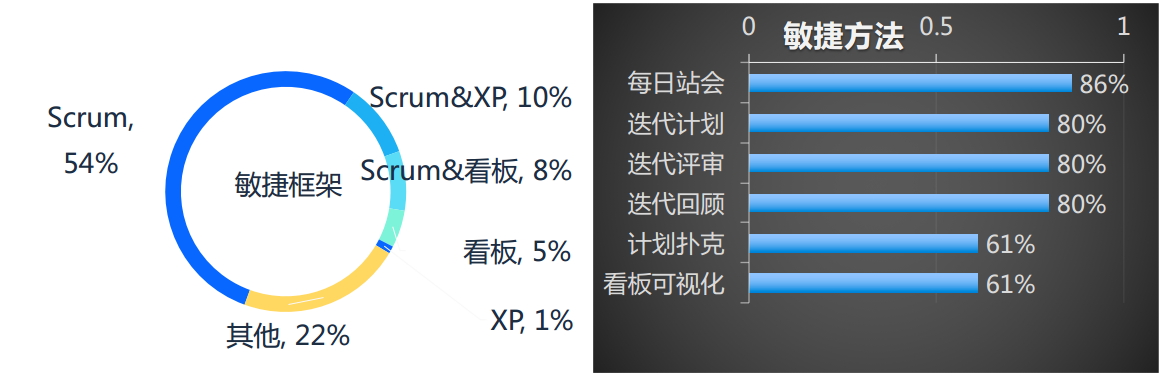 Scrum,
54%
Scrum&XP, 10%
Scrum&看板, 8%
敏捷框架
看板, 5%
XP, 1%
其他, 22%
0 0.5 1
敏捷方法
每日站会 86%
迭代计划 80%
迭代评审 80%
迭代回顾 80%
计划扑克 61%
看板可视化 61%